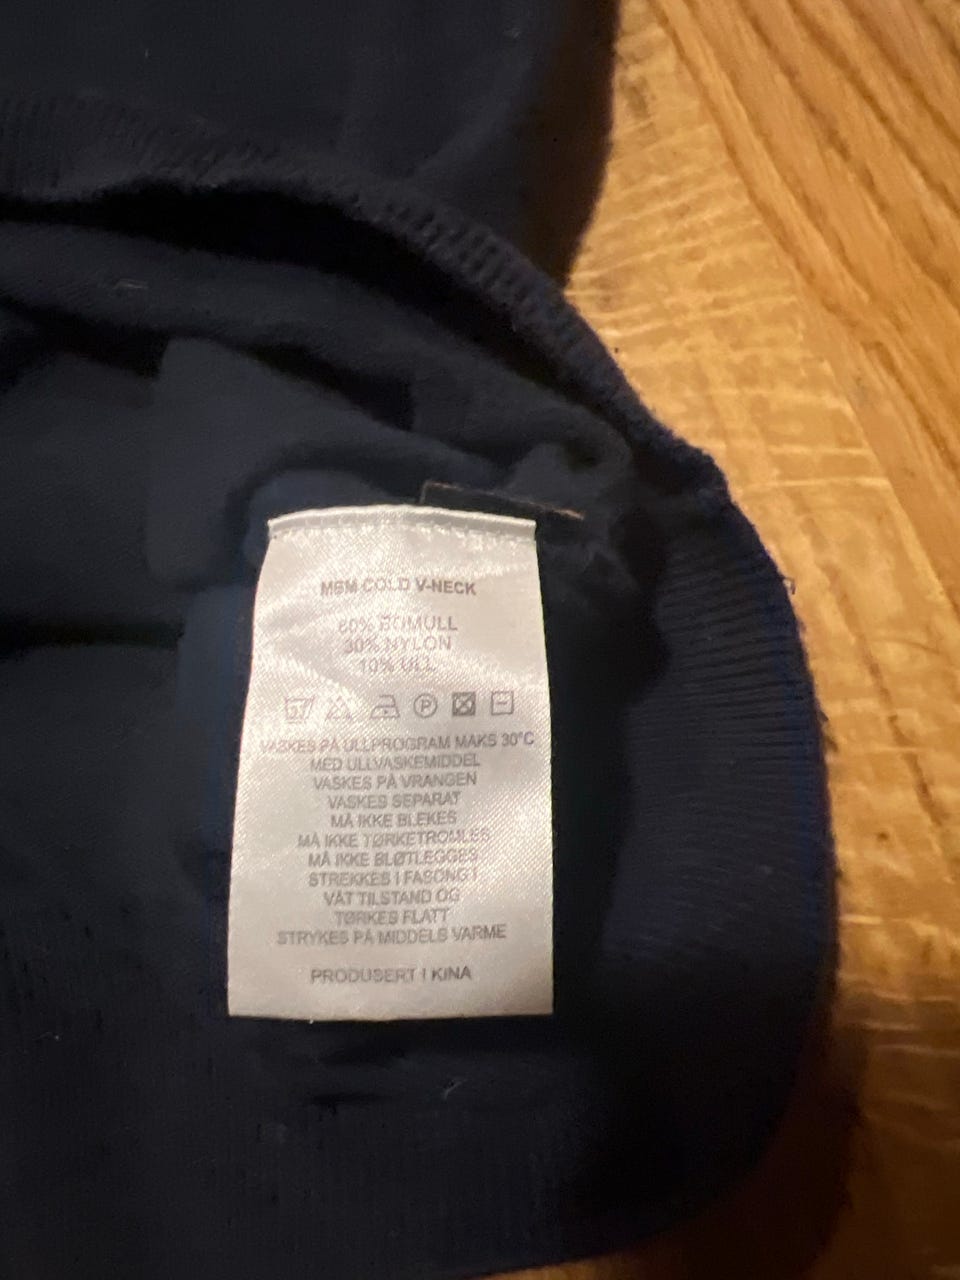 COLD V-NECK
60% BOMULL
30% NYLON
10% ULL
P
VASKES PÅ ULLPROGRAM MAKS 30°C
MED ULLVASKEMIDDEL
VASKES PÅ VRANGEN
VASKES SEPARAT
MÅ IKKE BLEKES
MÅ IKKE TØRKETROMLES
MÅ IKKE BLØTLEGGES
STREKKES I FASONG I
VÅT TILSTAND OG
TØRKES FLATT
STRYKES PÅ MIDDELS VARME
PRODUSERT I KINA